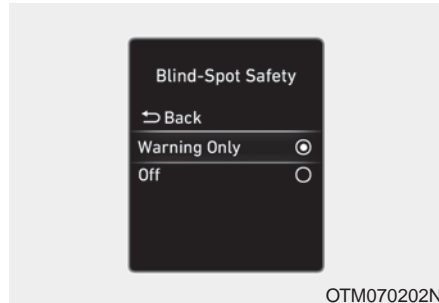 Blind-Spot Safety
Back
Warning Only
Off
OTM070202N